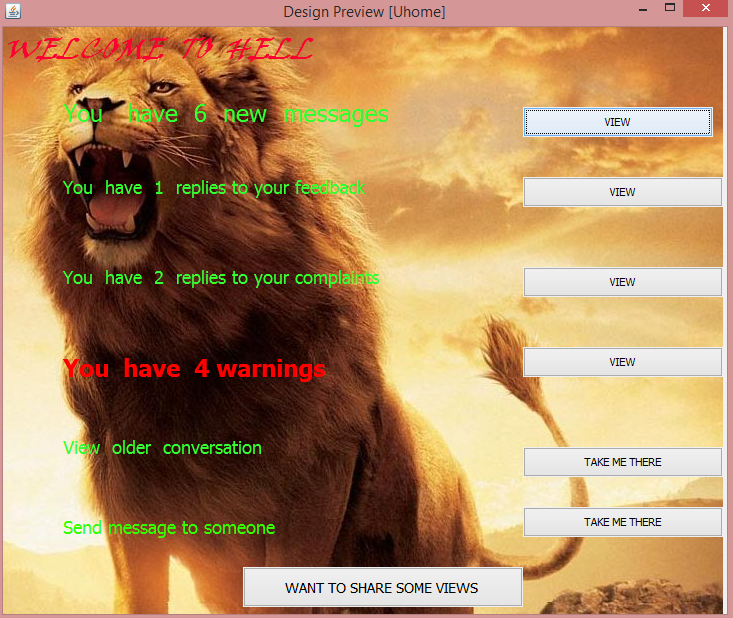 Design Preview [Uhome]
WELCOME TO HELL
You have 6 new messages
VIEW
You have 1 replies to your feedback
VIEW
You have 2 replies to your complaints
VIEW
You have 4 warnings
VIEW
View older conversation
TAKE ME THERE
Send message to someone
TAKE ME THERE
WANT TO SHARE SOME VIEWS